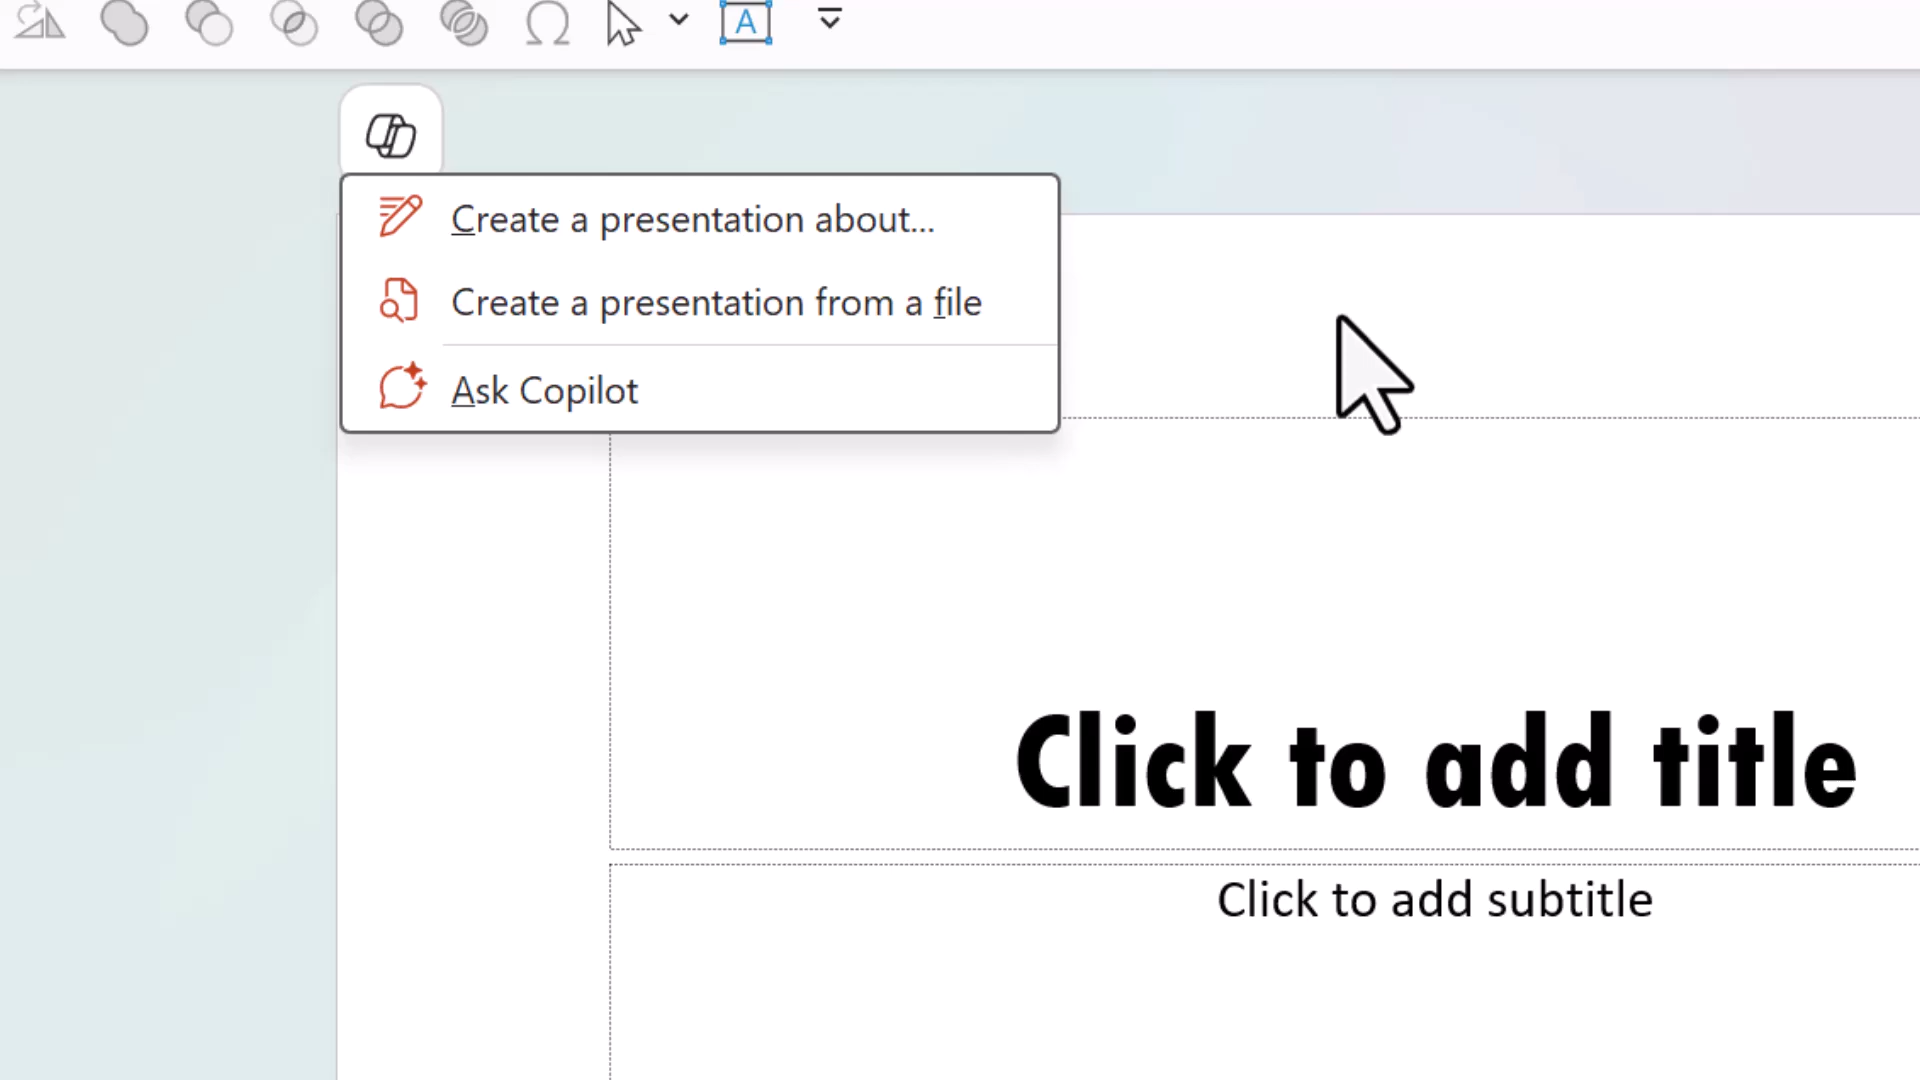 A
Create a presentation about...
Create a presentation from a file
Ask Copilot
Click to add title
Click to add subtitle